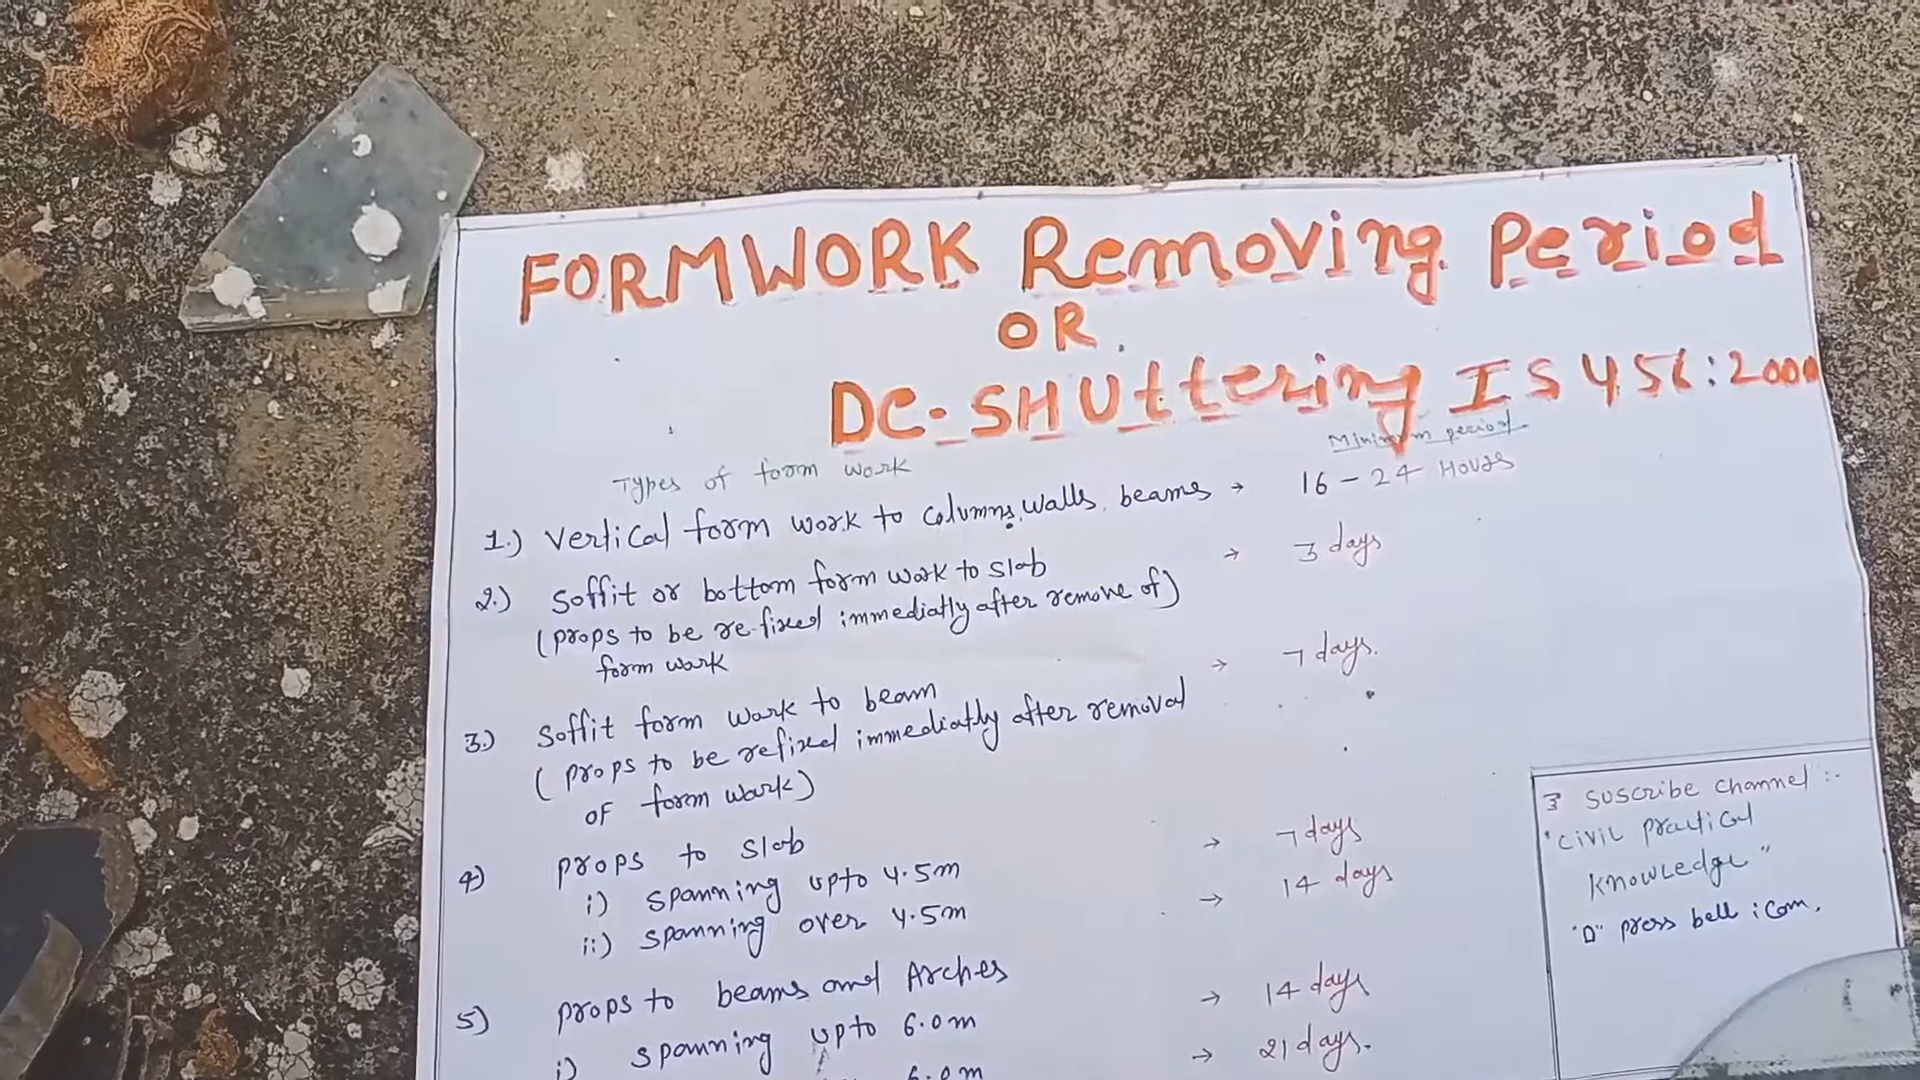 FORMWORK Removing Period
OR
DE-SHUttering IS 456:2000
Types of form work
Minimum period
1.) Vertical form work to columns, walls, beams → 16-24 Hours
2.) Soffit or bottom form work to slab → 3 days
(props to be re-fixed immediatly after remove of)
form work
3.) Soffit form work to beam → 7 days.
(props to be refixed immediatly after removal
of form work)
4) props to slab
i) spanning upto 4.5m → 7 days
ii) spanning over 4.5m → 14 days
5) props to beams and Arches
i) spanning upto 6.0m → 14 days
6.0m → 21 days.
suscribe channel:-
"civil practical
knowledge"
press bell icon.